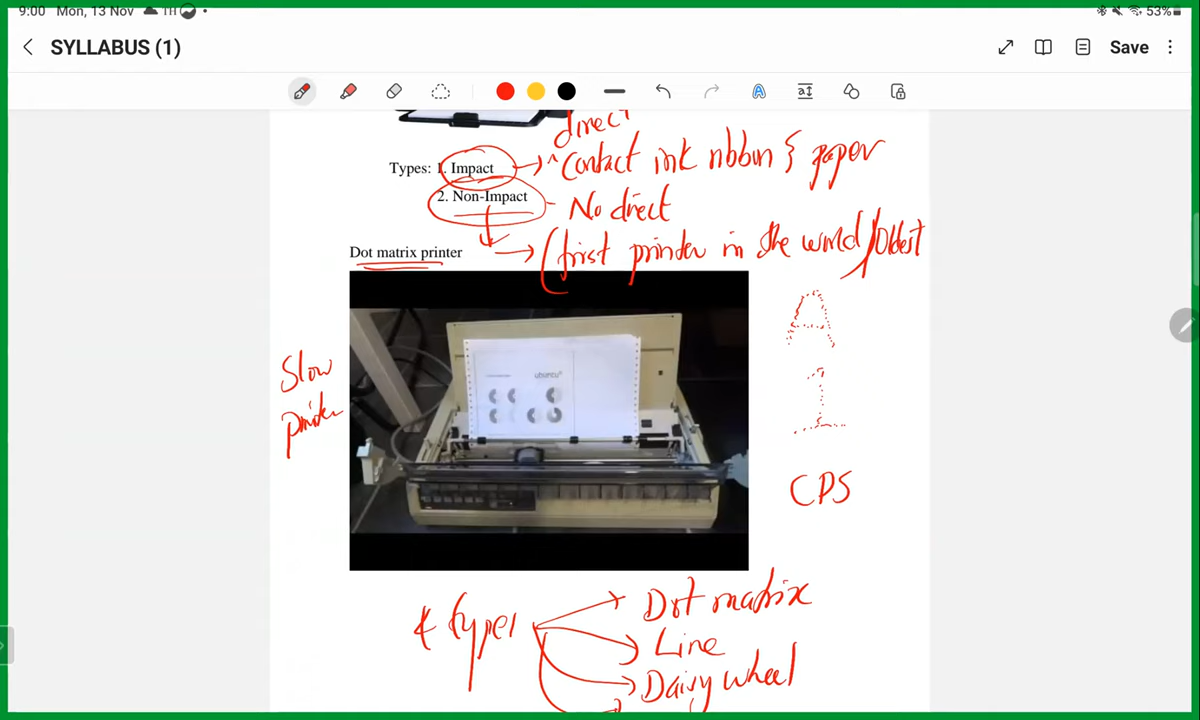 9:00 Mon, 13 Nov TH • 53%
SYLLABUS (1)
Save
direct
Types: 1. Impact → ^ Contact ink ribbon & paper
2. Non-Impact - No direct
Dot matrix printer → (first printer in the world / Oldest
A
1
Slow
printer
ubuntu
CPS
types
Dot matrix
Line
Daisy wheel